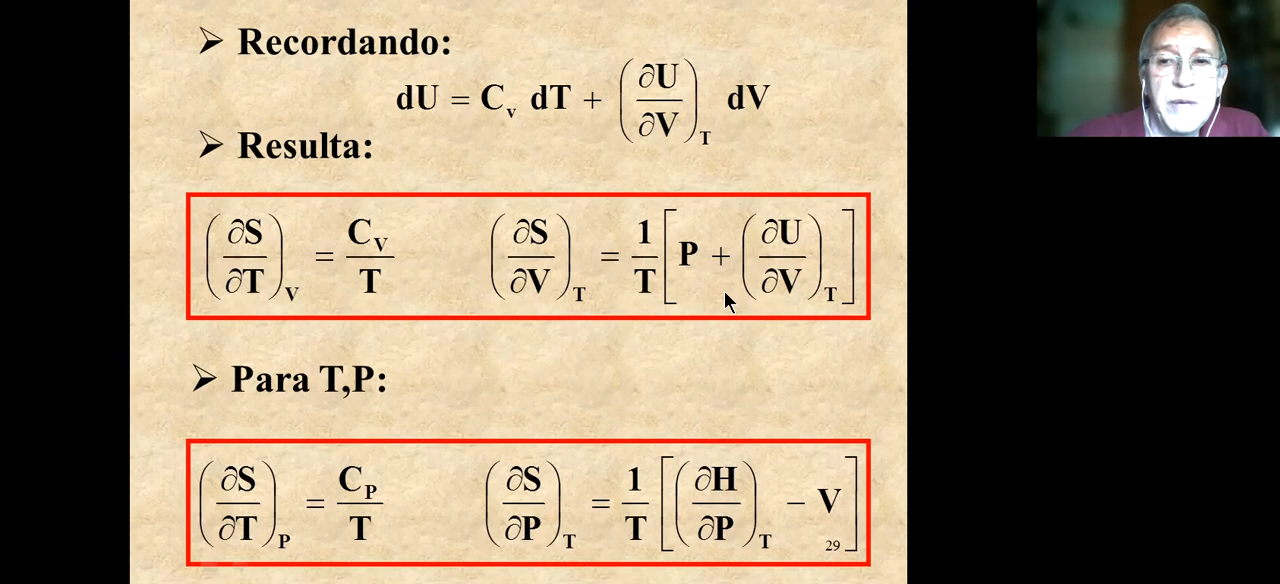 ➢ Recordando:
dU = C_v dT + (∂U/∂V)_T dV
➢ Resulta:
(∂S/∂T)_V = C_V/T (∂S/∂V)_T = 1/T [P + (∂U/∂V)_T]
➢ Para T,P:
(∂S/∂T)_P = C_P/T (∂S/∂P)_T = 1/T [(∂H/∂P)_T − V]
29